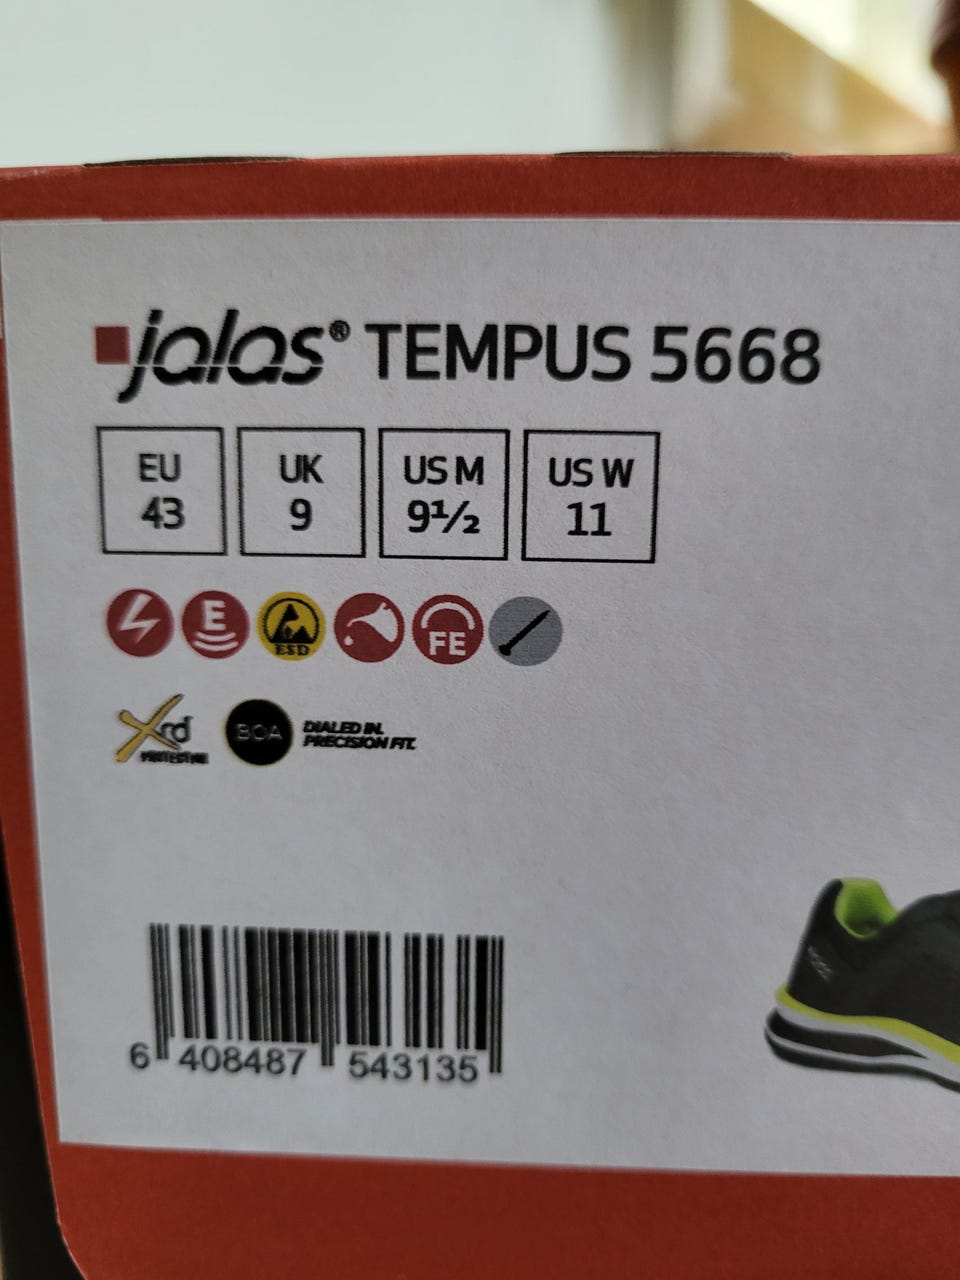 jalas® TEMPUS 5668
EU
43
UK
9
US M
9½
US W
11
E
ESD
FE
Xrd
BOA
DIALED IN.
PRECISION FIT.
6 408487 543135